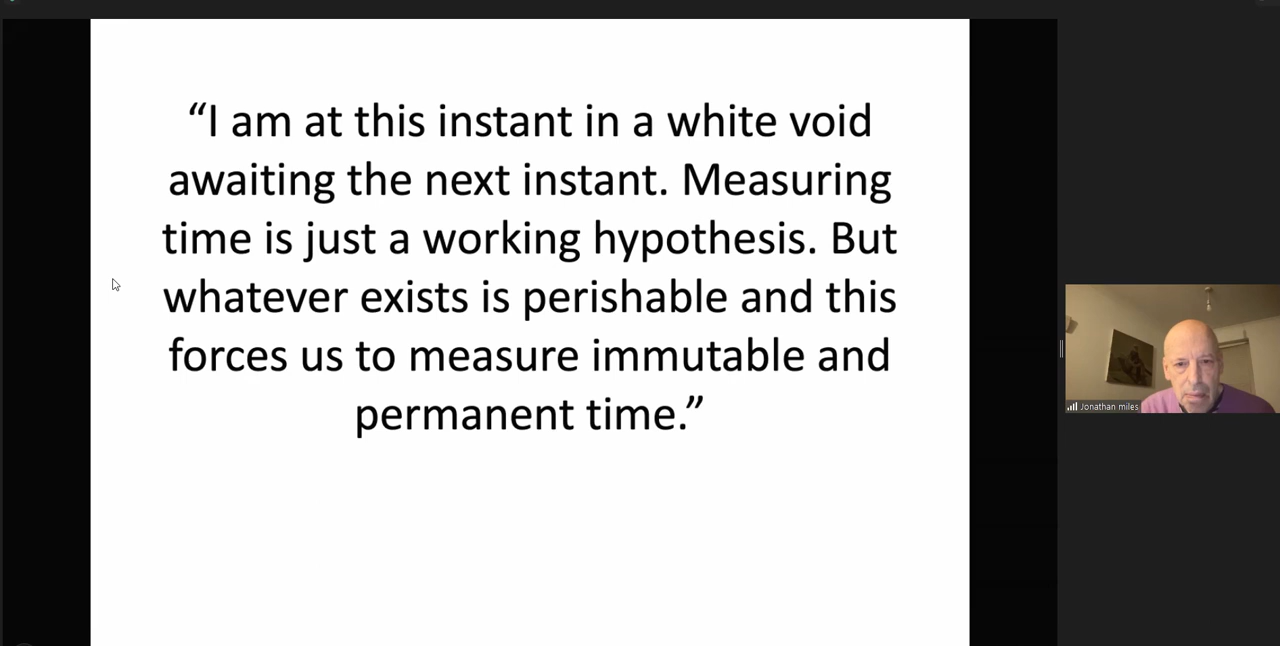 “I am at this instant in a white void
awaiting the next instant. Measuring
time is just a working hypothesis. But
whatever exists is perishable and this
forces us to measure immutable and
permanent time.”
Jonathan miles